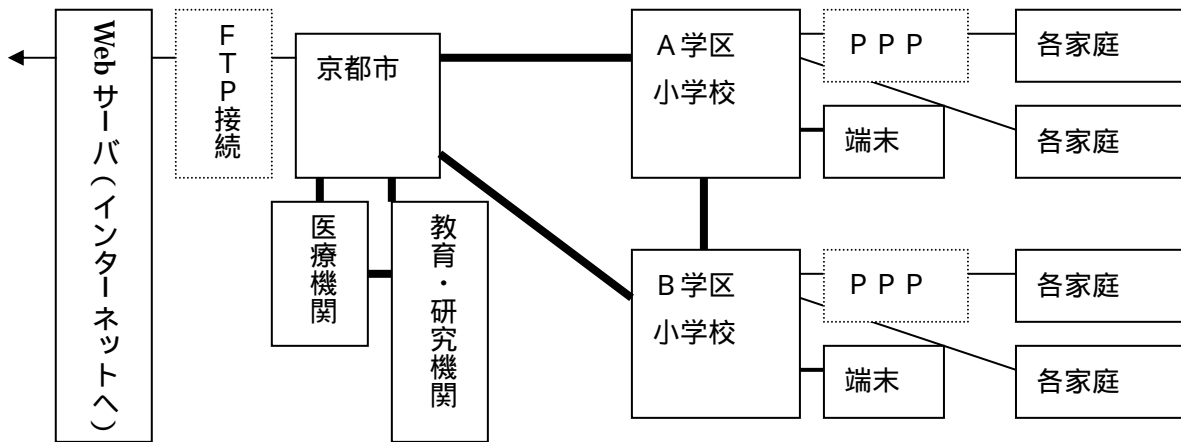 Webサーバ(インターネットへ)
FTP接続
京都市
医療機関
教育・研究機関
A学区
小学校
PPP
各家庭
端末
各家庭
B学区
小学校
PPP
各家庭
端末
各家庭